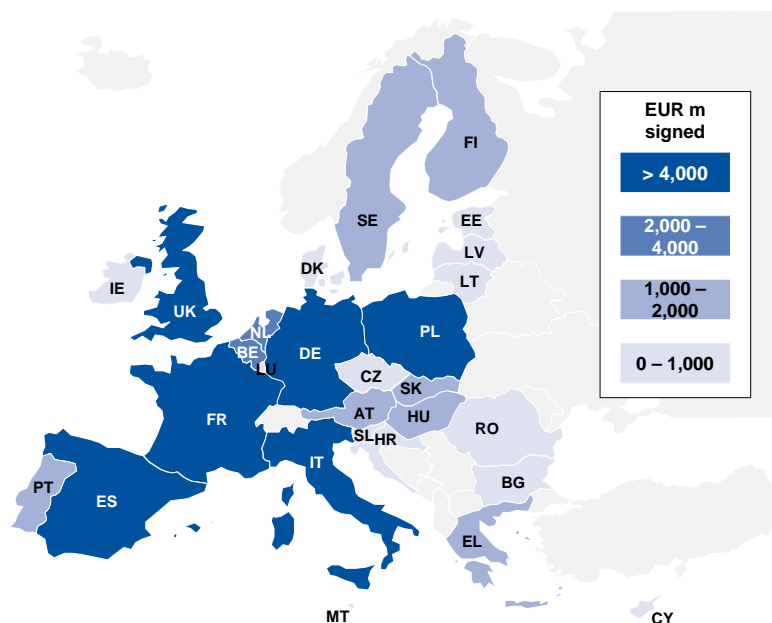 EUR m
signed
> 4,000
2,000 –
4,000
1,000 –
2,000
0 – 1,000
FI
SE
EE
LV
DK
LT
IE
UK
NL
PL
BE
DE
LU
CZ
SK
FR
AT
HU
SL
HR
RO
IT
PT
BG
ES
EL
MT
CY